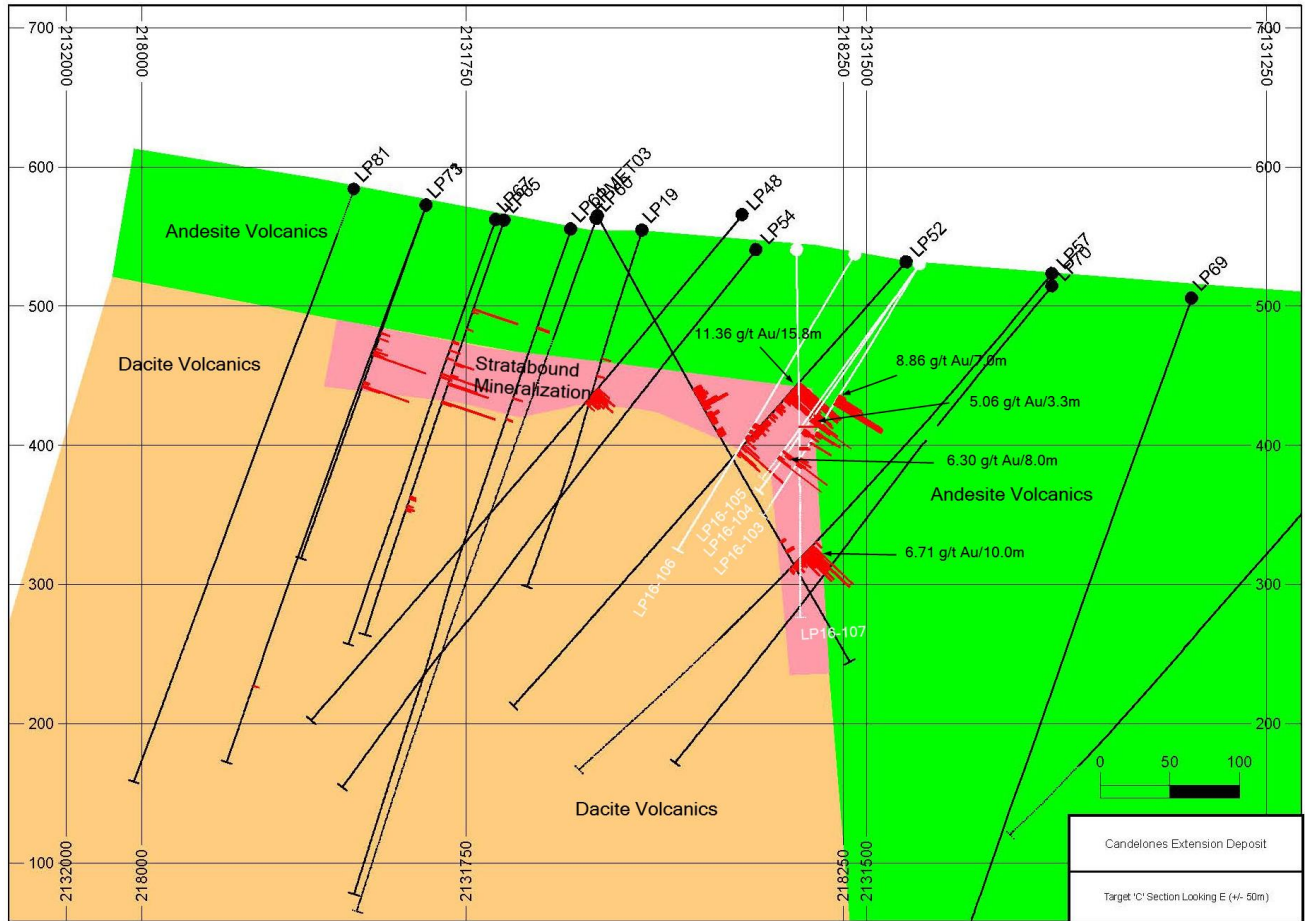 2132000
218000
2131750
218250
2131500
2131250
700
700
600
600
500
500
400
400
300
300
200
200
100
100
LP81
LP73
LP67
LP65
LP61
LPMET03
LP66
LP19
LP48
LP54
LP52
LP57
LP70
LP69
Andesite Volcanics
Dacite Volcanics
Stratabound
Mineralization
11.36 g/t Au/15.8m
8.86 g/t Au/7.0m
5.06 g/t Au/3.3m
6.30 g/t Au/8.0m
Andesite Volcanics
6.71 g/t Au/10.0m
LP16-105
LP16-104
LP16-103
LP16-106
LP16-107
Dacite Volcanics
0 50 100
2132000
218000
2131750
218250
2131500
Candelones Extension Deposit
Target 'C' Section Looking E (+/- 50m)